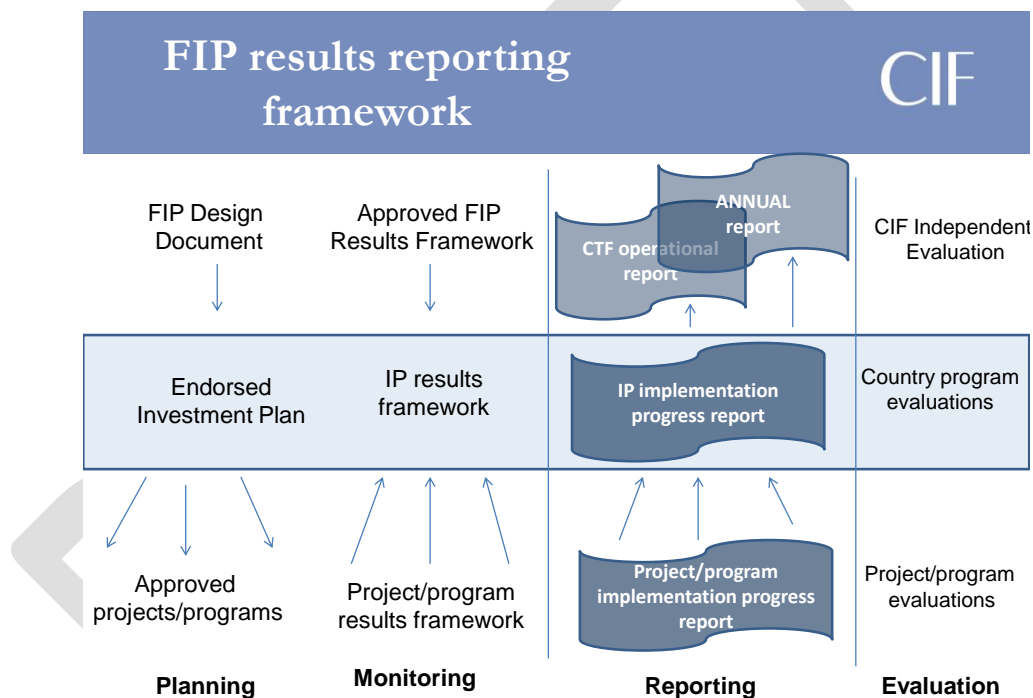 FIP results reporting
framework
CIF
FIP Design
Document
Approved FIP
Results Framework
CTF operational
report
ANNUAL
report
CIF Independent
Evaluation
Endorsed
Investment Plan
IP results
framework
IP implementation
progress report
Country program
evaluations
Approved
projects/programs
Project/program
results framework
Project/program
implementation progress
report
Project/program
evaluations
Planning
Monitoring
Reporting
Evaluation